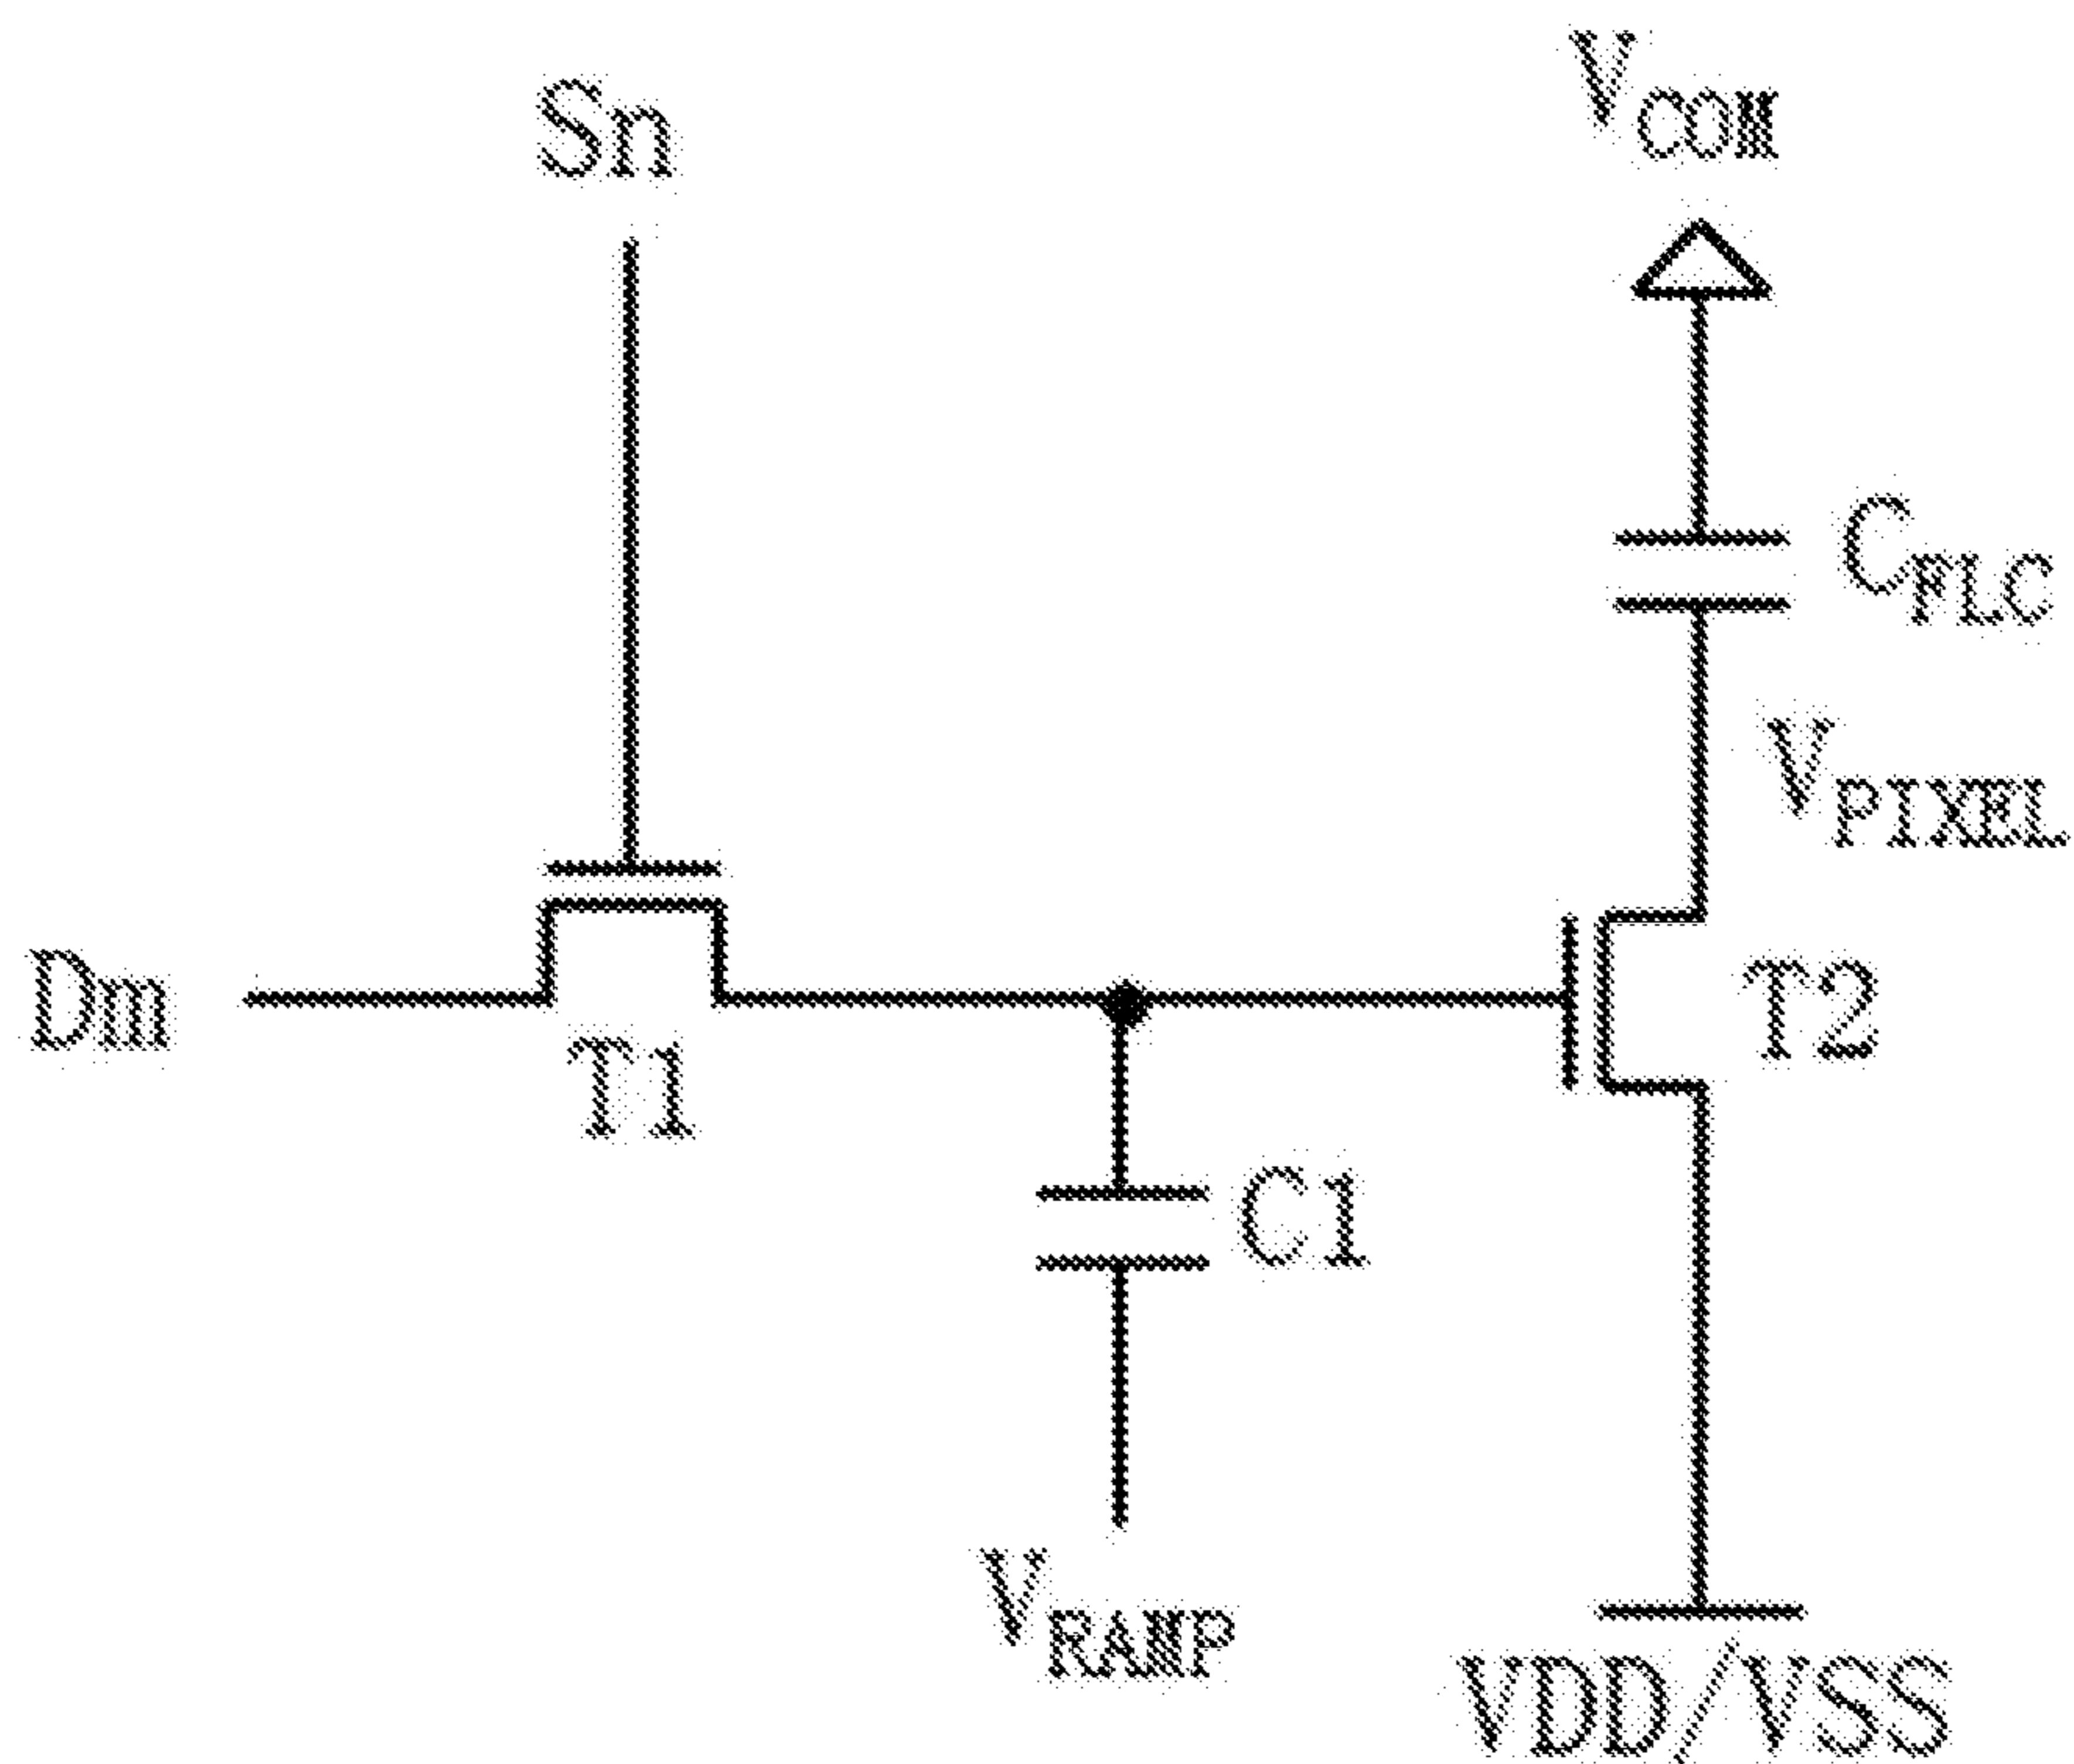 Sn
VCOM
CFLC
VPIXEL
Dm
T1
T2
C1
VRAMP
VDD/VSS